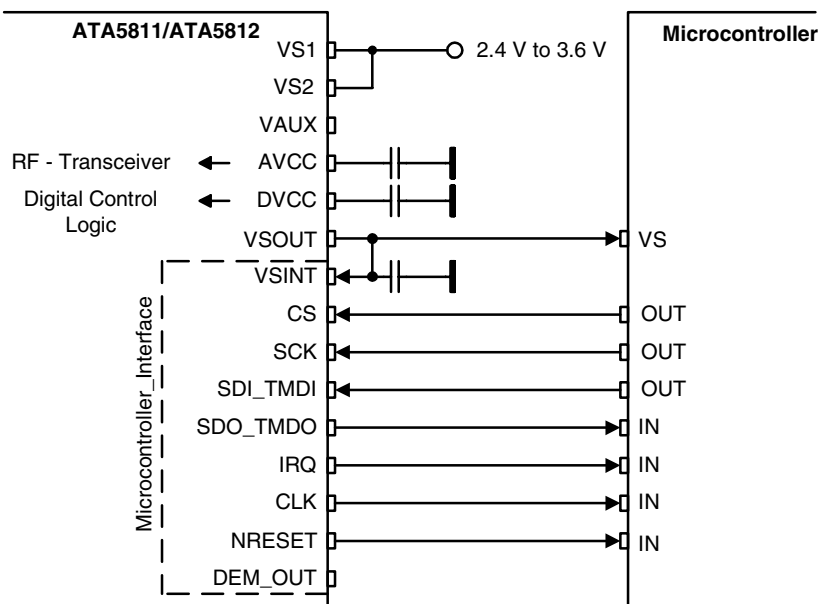 ATA5811/ATA5812
Microcontroller
VS1
2.4 V to 3.6 V
VS2
VAUX
RF - Transceiver
AVCC
Digital Control
Logic
DVCC
VSOUT
VS
VSINT
Microcontroller_Interface
CS
OUT
SCK
OUT
SDI_TMDI
OUT
SDO_TMDO
IN
IRQ
IN
CLK
IN
NRESET
IN
DEM_OUT